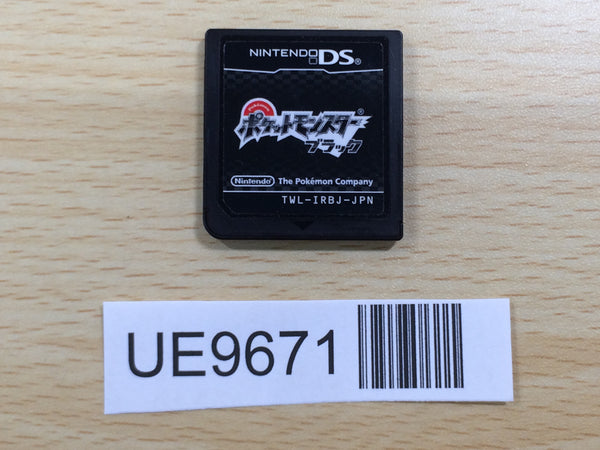 NINTENDO DS®
Pokémon
ポケットモンスター®
ブラック
Nintendo The Pokémon Company
TWL-IRBJ-JPN
UE9671